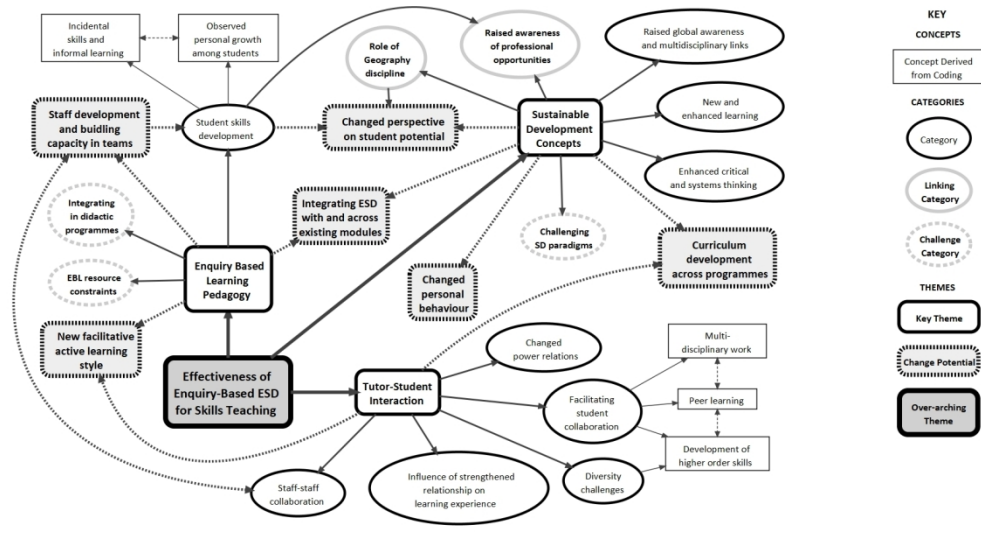 Incidental
skills and
informal learning
Observed
personal growth
among students
Role of
Geography
discipline
Raised awareness
of professional
opportunities
Raised global awareness
and multidisciplinary links
Staff development
and buidling
capacity in teams
Student skills
development
Changed perspective
on student potential
Sustainable
Development
Concepts
New and
enhanced learning
Enhanced critical
and systems thinking
Integrating
in didactic
programmes
Integrating ESD
with and across
existing modules
Challenging
SD paradigms
Curriculum
development
across programmes
Enquiry Based
Learning
Pedagogy
EBL resource
constraints
Changed
personal
behaviour
New facilitative
active learning
style
Effectiveness of
Enquiry-Based ESD
for Skills Teaching
Tutor-Student
Interaction
Changed
power relations
Facilitating
student
collaboration
Multi-
disciplinary work
Peer learning
Development of
higher order skills
Staff-staff
collaboration
Influence of strengthened
relationship on
learning experience
Diversity
challenges
KEY
CONCEPTS
Concept Derived
from Coding
CATEGORIES
Category
Linking
Category
Challenge
Category
THEMES
Key Theme
Change Potential
Over-arching
Theme